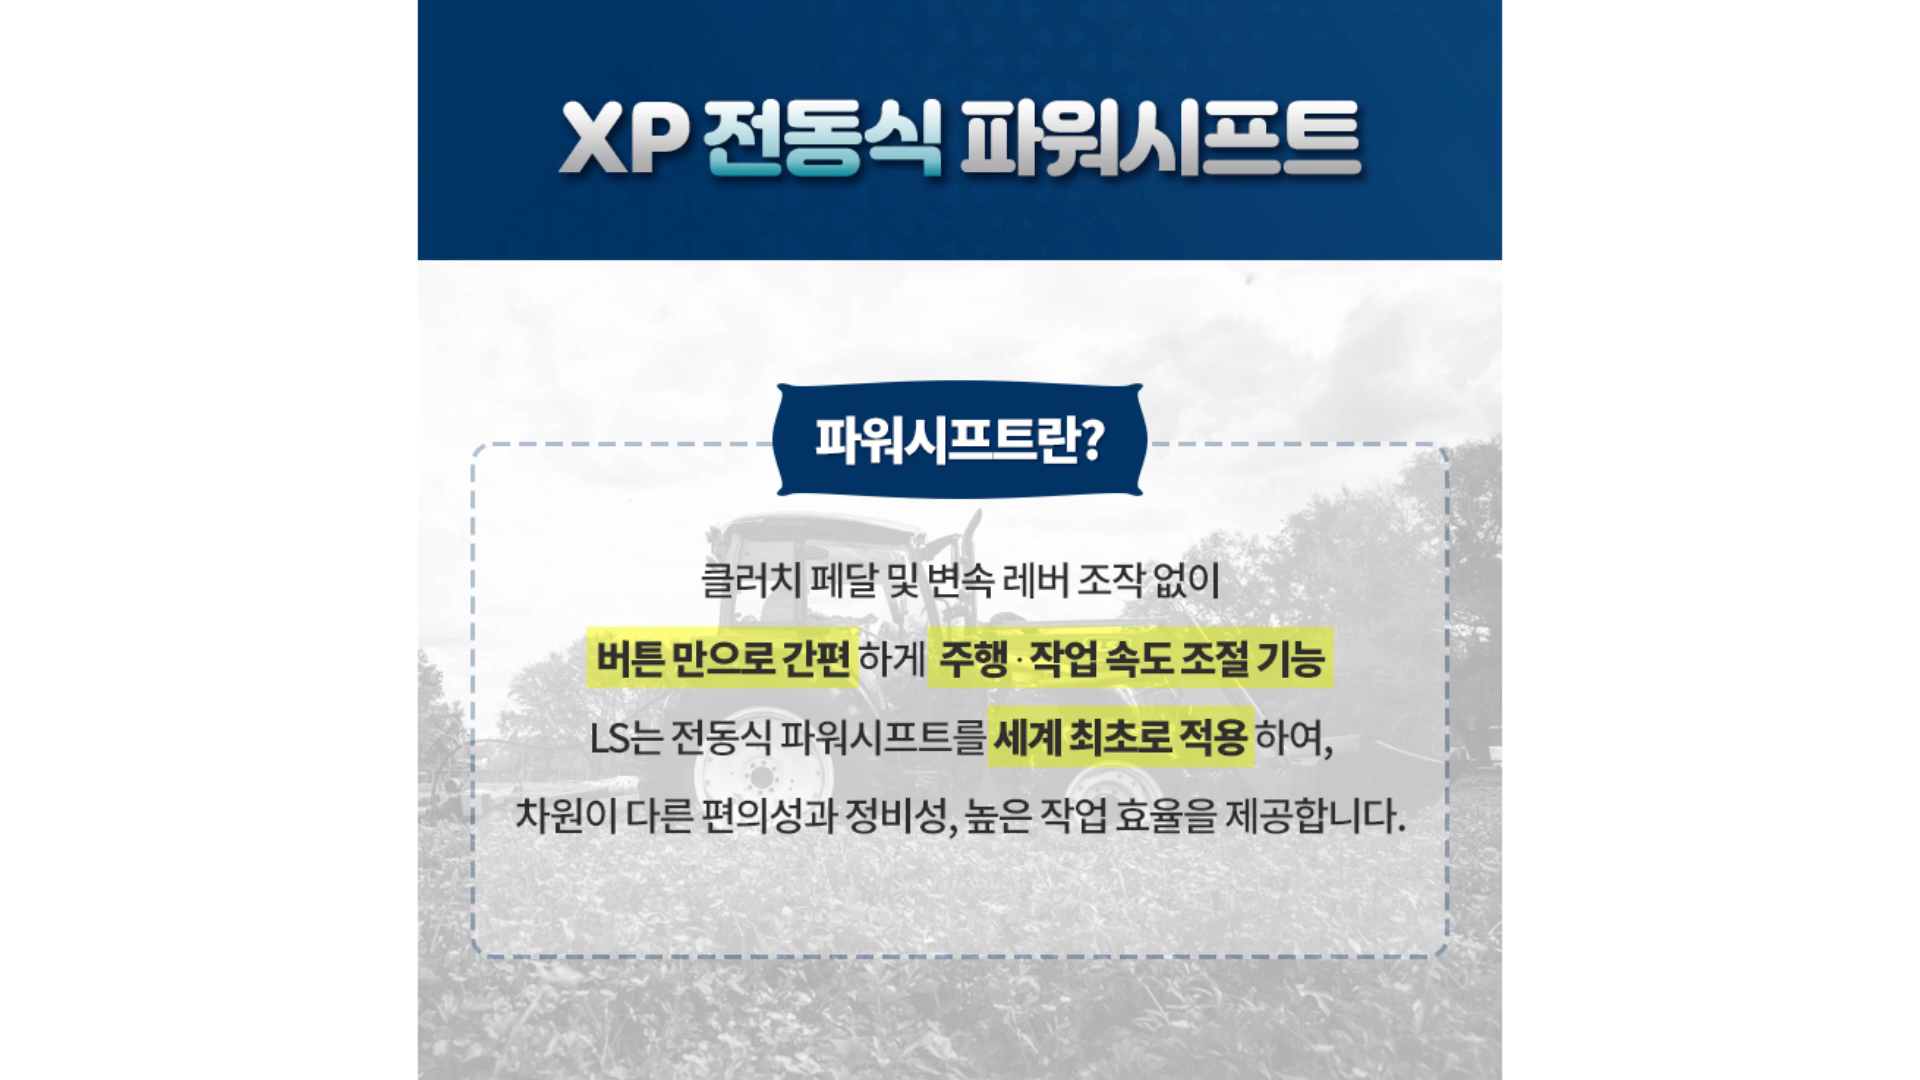 XP 전동식 파워시프트
파워시프트란?
클러치 페달 및 변속 레버 조작 없이
버튼 만으로 간편하게 주행·작업 속도 조절 기능
LS는 전동식 파워시프트를 세계 최초로 적용하여,
차원이 다른 편의성과 정비성, 높은 작업 효율을 제공합니다.